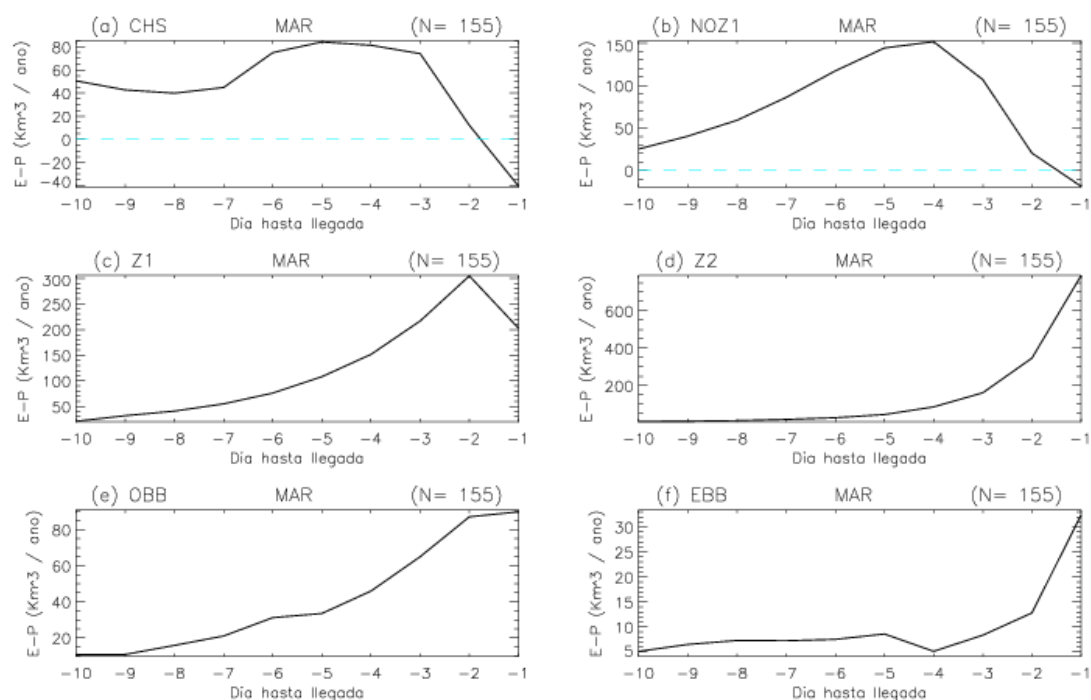 (a) CHS MAR (N= 155)
E-P (Km^3 / ano)
80
60
40
20
0
-20
-40
-10 -9 -8 -7 -6 -5 -4 -3 -2 -1
Dia hasta llegada
(b) NOZ1 MAR (N= 155)
E-P (Km^3 / ano)
150
100
50
0
-10 -9 -8 -7 -6 -5 -4 -3 -2 -1
Dia hasta llegada
(c) Z1 MAR (N= 155)
E-P (Km^3 / ano)
300
250
200
150
100
50
-10 -9 -8 -7 -6 -5 -4 -3 -2 -1
Dia hasta llegada
(d) Z2 MAR (N= 155)
E-P (Km^3 / ano)
600
400
200
-10 -9 -8 -7 -6 -5 -4 -3 -2 -1
Dia hasta llegada
(e) OBB MAR (N= 155)
E-P (Km^3 / ano)
80
60
40
20
-10 -9 -8 -7 -6 -5 -4 -3 -2 -1
Dia hasta llegada
(f) EBB MAR (N= 155)
E-P (Km^3 / ano)
30
25
20
15
10
5
-10 -9 -8 -7 -6 -5 -4 -3 -2 -1
Dia hasta llegada